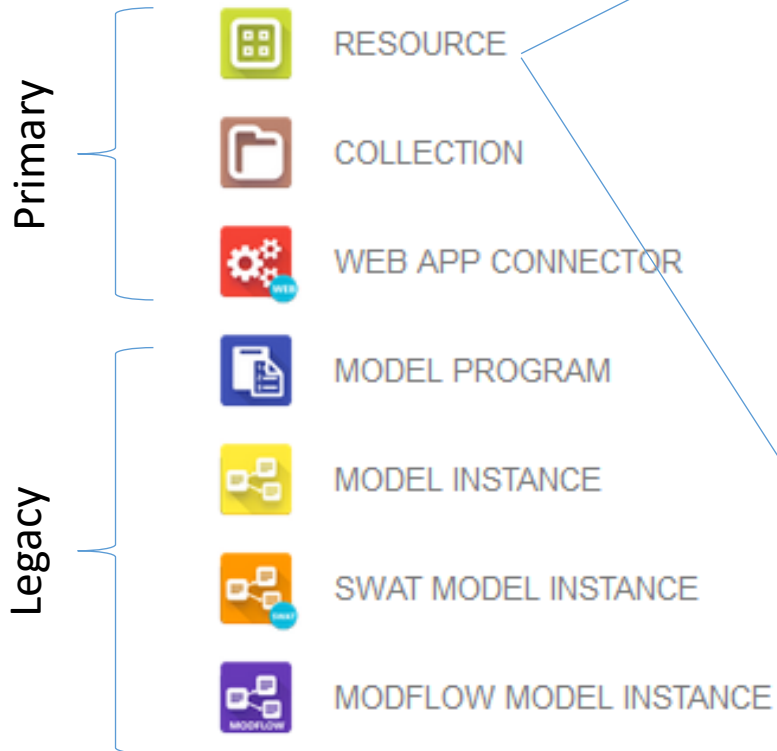 Primary
RESOURCE
COLLECTION
WEB
WEB APP CONNECTOR
Legacy
MODEL PROGRAM
MODEL INSTANCE
SWAT
SWAT MODEL INSTANCE
MODFLOW
MODFLOW MODEL INSTANCE